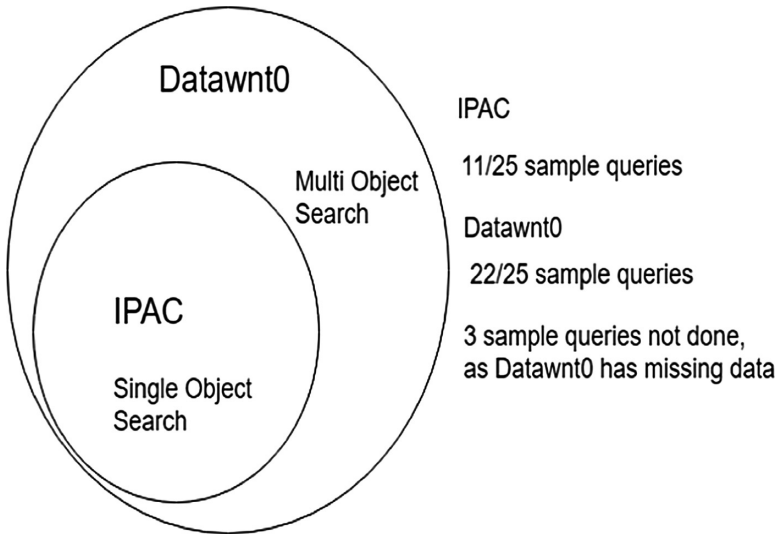 Datawnt0
Multi Object
Search
IPAC
Single Object
Search
IPAC
11/25 sample queries
Datawnt0
22/25 sample queries
3 sample queries not done,
as Datawnt0 has missing data